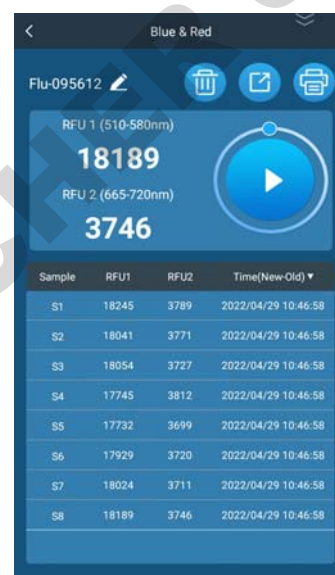 Blue & Red
Flu-095612
RFU 1 (510-580nm)
18189
RFU 2 (665-720nm)
3746
Sample RFU1 RFU2 Time(New-Old) ▼
S1 18245 3789 2022/04/29 10:46:58
S2 18041 3771 2022/04/29 10:46:58
S3 18054 3727 2022/04/29 10:46:58
S4 17745 3812 2022/04/29 10:46:58
S5 17732 3699 2022/04/29 10:46:58
S6 17929 3720 2022/04/29 10:46:58
S7 18024 3711 2022/04/29 10:46:58
S8 18189 3746 2022/04/29 10:46:58